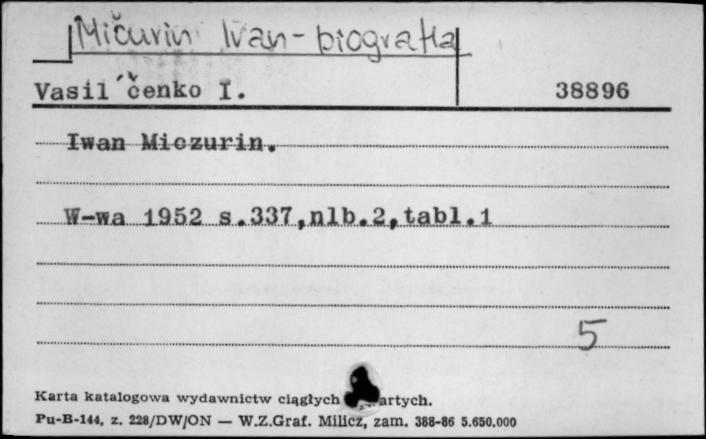 Mičurin Ivan - biografia
Vasil´čenko I. 38896
Iwan Miczurin.
W-wa 1952 s.337,nlb.2,tabl.1
5
Karta katalogowa wydawnictw ciągłych artych.
Pu-B-144, z. 228/DW/ON — W.Z.Graf. Milicz, zam. 388-86 5.650.000